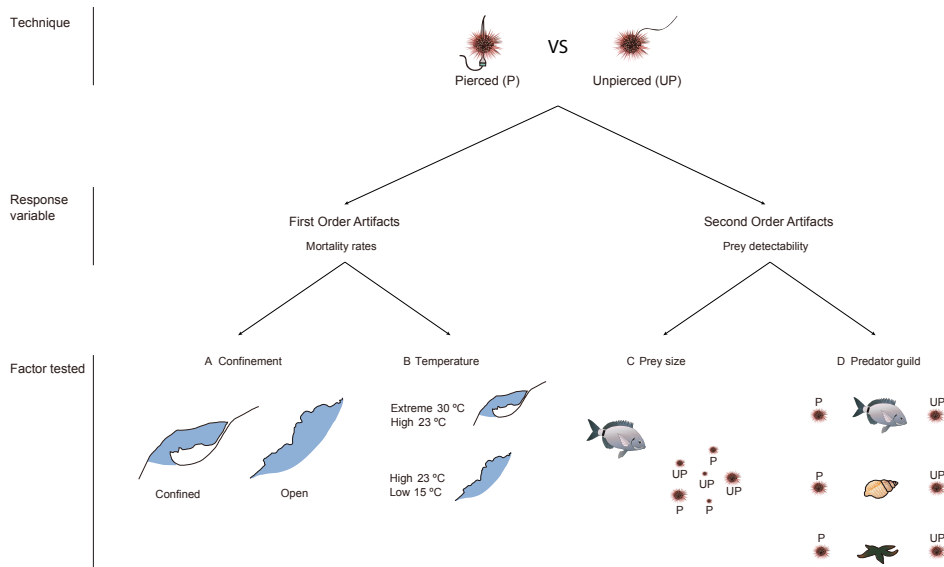 Technique
VS
Pierced (P)
Unpierced (UP)
Response
variable
First Order Artifacts
Second Order Artifacts
Mortality rates
Prey detectability
Factor tested
A Confinement
B Temperature
C Prey size
D Predator guild
Extreme 30 ºC
High 23 ºC
High 23 ºC
Low 15 ºC
Confined
Open
P
UP
UP
UP
P
P
P
UP
P
UP
P
UP